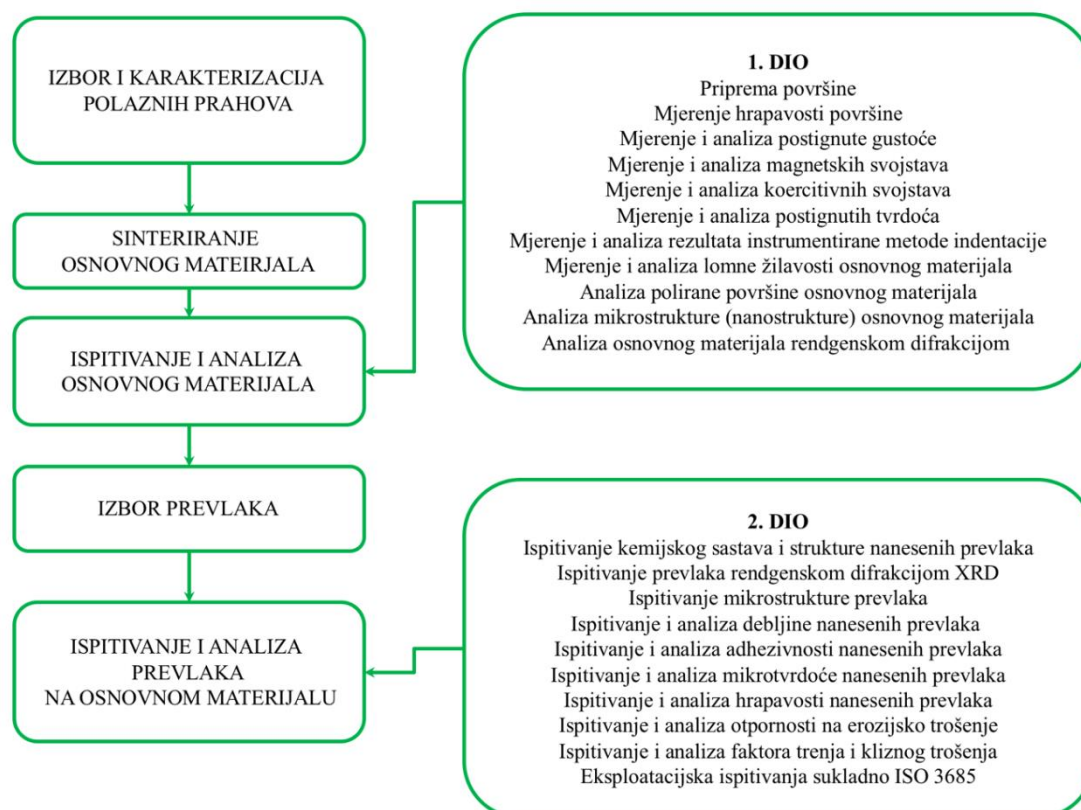 IZBOR I KARAKTERIZACIJA
POLAZNIH PRAHOVA
SINTERIRANJE
OSNOVNOG MATEIRJALA
ISPITIVANJE I ANALIZA
OSNOVNOG MATERIJALA
IZBOR PREVLAKA
ISPITIVANJE I ANALIZA
PREVLAKA
NA OSNOVNOM MATERIJALU
1. DIO
Priprema površine
Mjerenje hrapavosti površine
Mjerenje i analiza postignute gustoće
Mjerenje i analiza magnetskih svojstava
Mjerenje i analiza koercitivnih svojstava
Mjerenje i analiza postignutih tvrdoća
Mjerenje i analiza rezultata instrumentirane metode indentacije
Mjerenje i analiza lomne žilavosti osnovnog materijala
Analiza polirane površine osnovnog materijala
Analiza mikrostrukture (nanostrukture) osnovnog materijala
Analiza osnovnog materijala rendgenskom difrakcijom
2. DIO
Ispitivanje kemijskog sastava i strukture nanesenih prevlaka
Ispitivanje prevlaka rendgenskom difrakcijom XRD
Ispitivanje mikrostrukture prevlaka
Ispitivanje i analiza debljine nanesenih prevlaka
Ispitivanje i analiza adhezivnosti nanesenih prevlaka
Ispitivanje i analiza mikrotvrdoće nanesenih prevlaka
Ispitivanje i analiza hrapavosti nanesenih prevlaka
Ispitivanje i analiza otpornosti na erozijsko trošenje
Ispitivanje i analiza faktora trenja i kliznog trošenja
Eksploatacijska ispitivanja sukladno ISO 3685